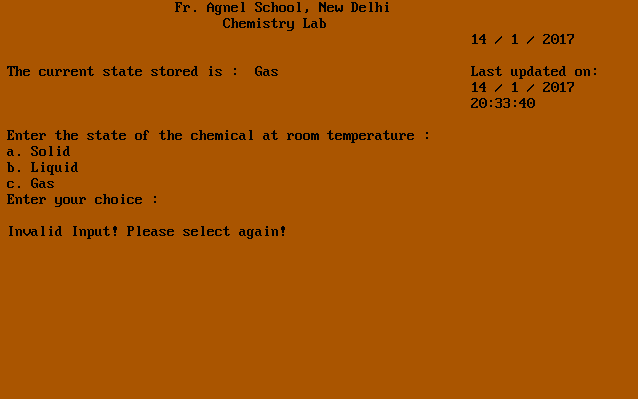 Fr. Agnel School, New Delhi
Chemistry Lab
14 / 1 / 2017
The current state stored is : Gas
Last updated on:
14 / 1 / 2017
20:33:40
Enter the state of the chemical at room temperature :
a. Solid
b. Liquid
c. Gas
Enter your choice :
Invalid Input! Please select again!